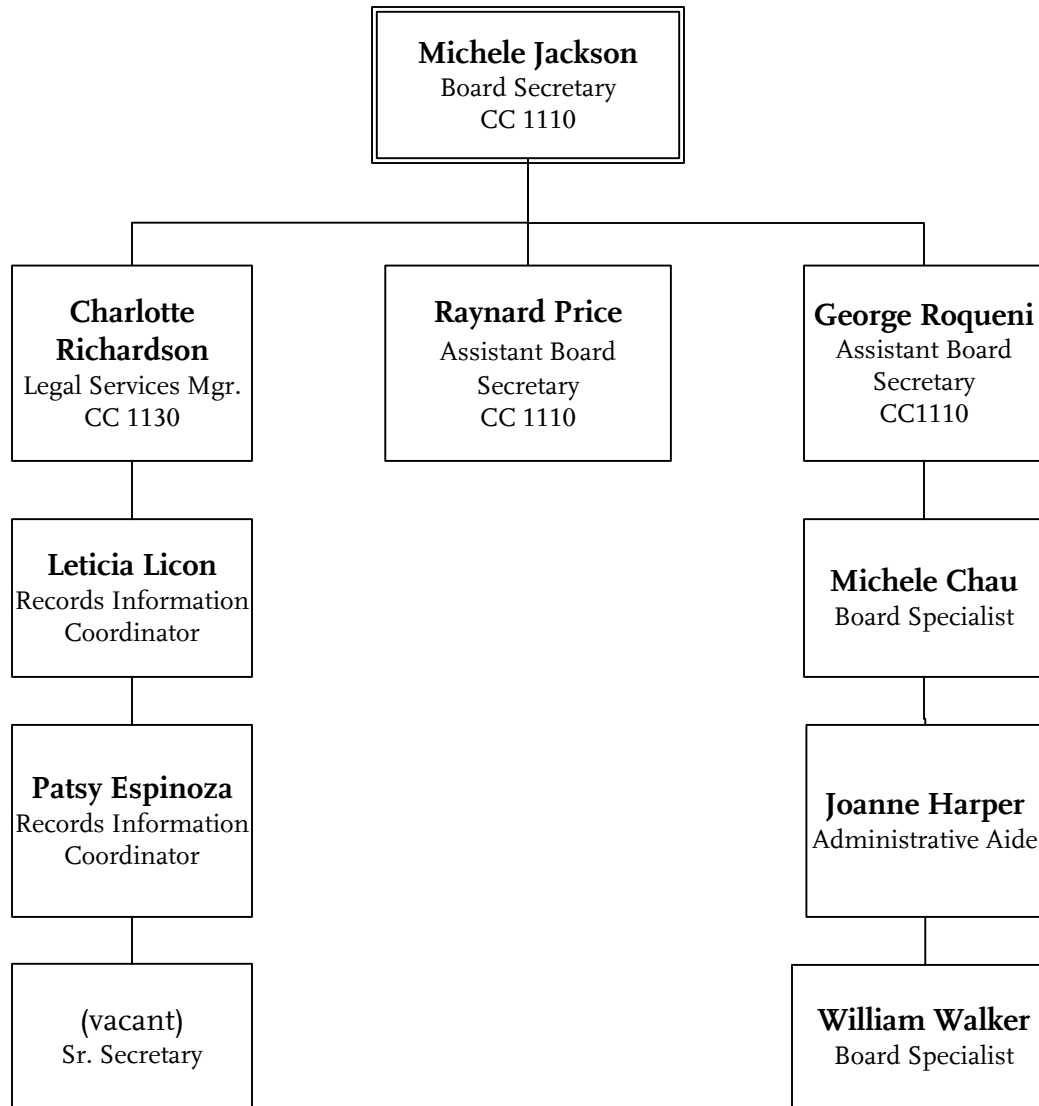 Michele Jackson
Board Secretary
CC 1110
Charlotte
Richardson
Legal Services Mgr.
CC 1130
Raynard Price
Assistant Board
Secretary
CC 1110
George Roqueni
Assistant Board
Secretary
CC1110
Leticia Licon
Records Information
Coordinator
Michele Chau
Board Specialist
Patsy Espinoza
Records Information
Coordinator
Joanne Harper
Administrative Aide
(vacant)
Sr. Secretary
William Walker
Board Specialist